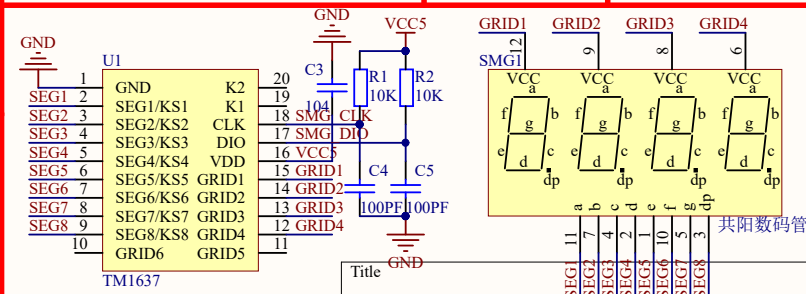 GND
U1
1 GND K2 20
SEG1 2 SEG1/KS1 K1 19
SEG2 3 SEG2/KS2 CLK 18 SMG_CLK
SEG3 4 SEG3/KS3 DIO 17 SMG_DIO
SEG4 5 SEG4/KS4 VDD 16 VCC5
SEG5 6 SEG5/KS5 GRID1 15 GRID1
SEG6 7 SEG6/KS6 GRID2 14 GRID2
SEG7 8 SEG7/KS7 GRID3 13 GRID3
SEG8 9 SEG8/KS8 GRID4 12 GRID4
10 GRID6 GRID5 11
TM1637
GND
VCC5
C3
104
R1
10K
R2
10K
C4
100PF
C5
100PF
GND
GRID1 GRID2 GRID3 GRID4
12 9 8 6
SMG1
VCC VCC VCC VCC
a a a a
f b f b f b f b
g g g g
e c e c e c e c
d d d d
dp dp dp dp
a b c d e f g dp
11 7 4 2 1 10 5 3
SEG1 SEG2 SEG3 SEG4 SEG5 SEG6 SEG7 SEG8
共阳数码管
Title